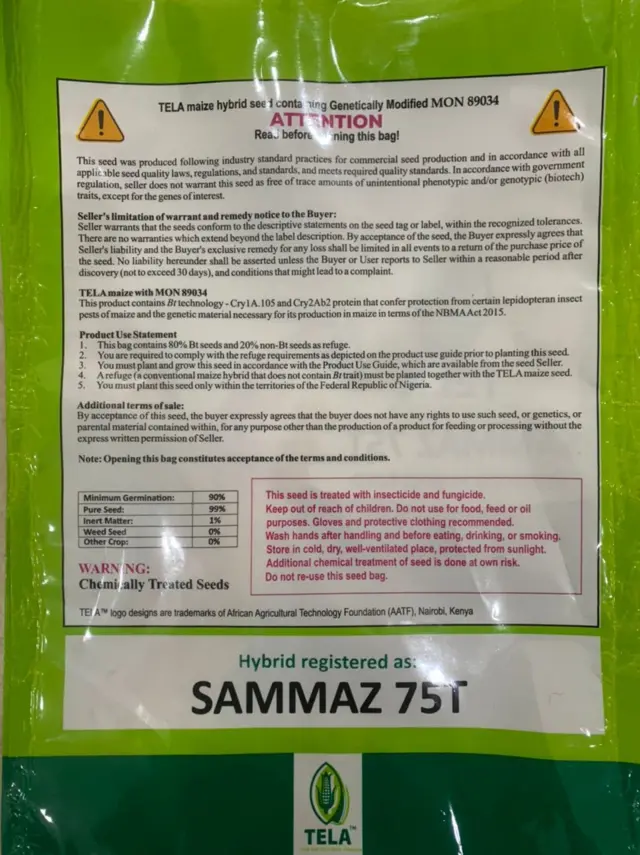 TELA maize hybrid seed containing Genetically Modified MON 89034
ATTENTION
Read before opening this bag!
This seed was produced following industry standard practices for commercial seed production and in accordance with all
applicable seed quality laws, regulations, and standards, and meets required quality standards. In accordance with government
regulation, seller does not warrant this seed as free of trace amounts of unintentional phenotypic and/or genotypic (biotech)
traits, except for the genes of interest.
Seller's limitation of warrant and remedy notice to the Buyer:
Seller warrants that the seeds conform to the descriptive statements on the seed tag or label, within the recognized tolerances.
There are no warranties which extend beyond the label description. By acceptance of the seed, the Buyer expressly agrees that
Seller's liability and the Buyer's exclusive remedy for any loss shall be limited in all events to a return of the purchase price of
the seed. No liability hereunder shall be asserted unless the Buyer or User reports to Seller within a reasonable period after
discovery (not to exceed 30 days), and conditions that might lead to a complaint.
TELA maize with MON 89034
This product contains Bt technology - Cry1A.105 and Cry2Ab2 protein that confer protection from certain lepidopteran insect
pests of maize and the genetic material necessary for its production in maize in terms of the NBMA Act 2015.
Product Use Statement
1. This bag contains 80% Bt seeds and 20% non-Bt seeds as refuge.
2. You are required to comply with the refuge requirements as depicted on the product use guide prior to planting this seed.
3. You must plant and grow this seed in accordance with the Product Use Guide, which are available from the seed Seller.
4. A refuge (a conventional maize hybrid that does not contain Bt trait) must be planted together with the TELA maize seed.
5. You must plant this seed only within the territories of the Federal Republic of Nigeria.
Additional terms of sale:
By acceptance of this seed, the buyer expressly agrees that the buyer does not have any rights to use such seed, or genetics, or
parental material contained within, for any purpose other than the production of a product for feeding or processing without the
express written permission of Seller.
Note: Opening this bag constitutes acceptance of the terms and conditions.
Minimum Germination: 90%
Pure Seed: 99%
Inert Matter: 1%
Weed Seed 0%
Other Crop: 0%
WARNING:
Chemically Treated Seeds
This seed is treated with insecticide and fungicide.
Keep out of reach of children. Do not use for food, feed or oil
purposes. Gloves and protective clothing recommended.
Wash hands after handling and before eating, drinking, or smoking.
Store in cold, dry, well-ventilated place, protected from sunlight.
Additional chemical treatment of seed is done at own risk.
Do not re-use this seed bag.
TELA™ logo designs are trademarks of African Agricultural Technology Foundation (AATF), Nairobi, Kenya
Hybrid registered as:
SAMMAZ 75T
TELA™